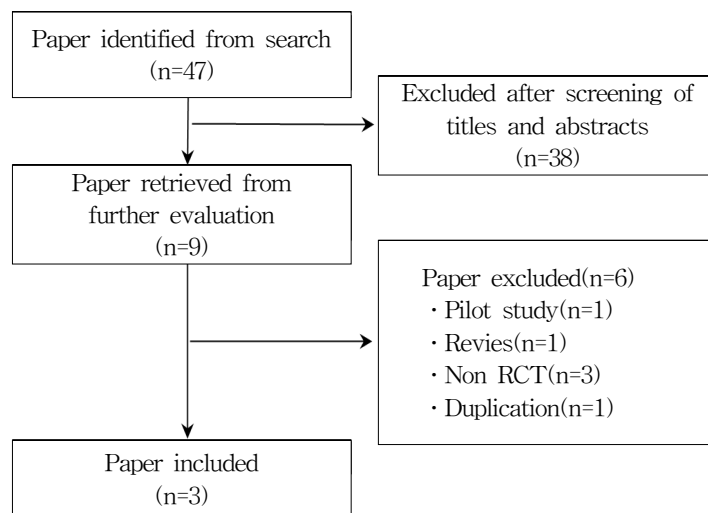 Paper identified from search
(n=47)
Excluded after screening of
titles and abstracts
(n=38)
Paper retrieved from
further evaluation
(n=9)
Paper excluded(n=6)
· Pilot study(n=1)
· Revies(n=1)
· Non RCT(n=3)
· Duplication(n=1)
Paper included
(n=3)